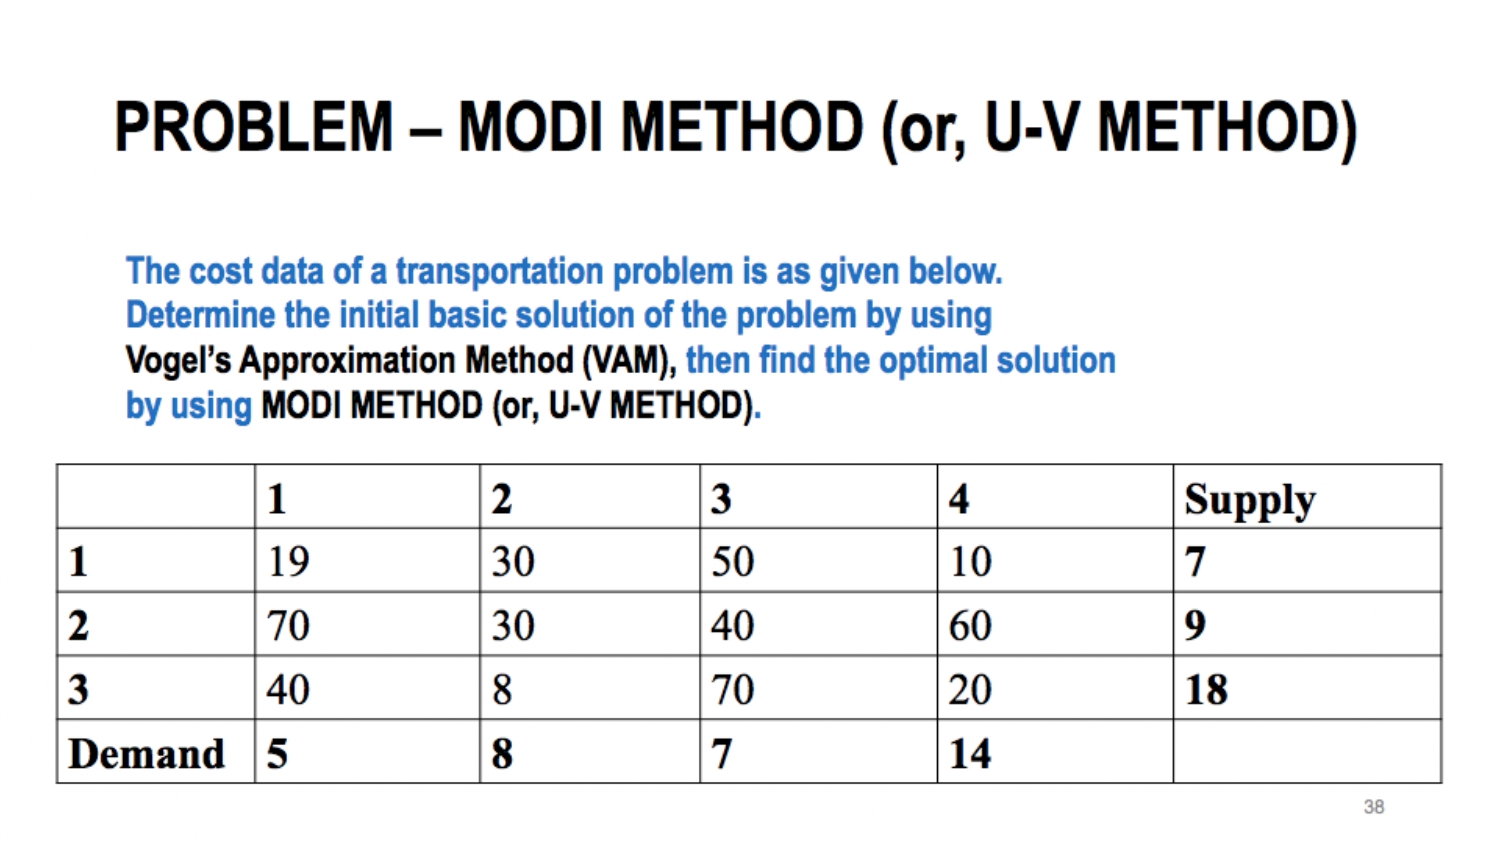 PROBLEM – MODI METHOD (or, U-V METHOD)
The cost data of a transportation problem is as given below.
Determine the initial basic solution of the problem by using
Vogel’s Approximation Method (VAM), then find the optimal solution
by using MODI METHOD (or, U-V METHOD).
1 2 3 4 Supply
1 19 30 50 10 7
2 70 30 40 60 9
3 40 8 70 20 18
Demand 5 8 7 14
38